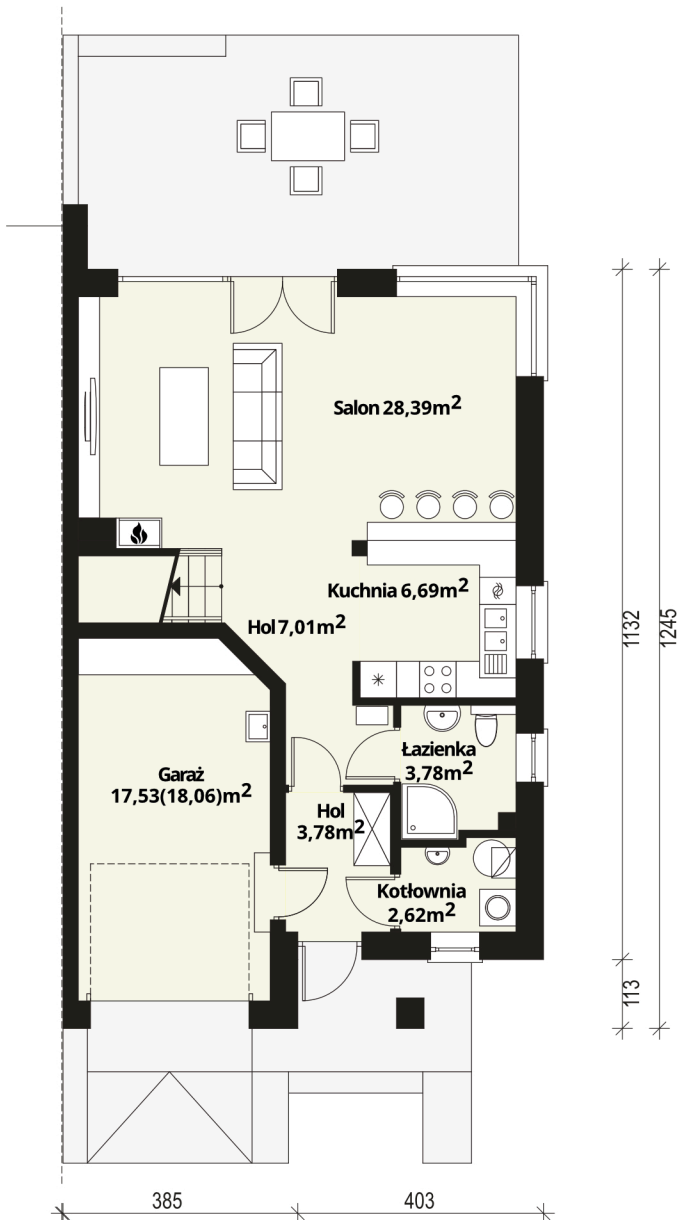 Salon 28,39m²
Kuchnia 6,69m²
Hol 7,01m²
Łazienka
3,78m²
Garaż
17,53(18,06)m²
Hol
3,78m²
Kotłownia
2,62m²
1132
1245
113
385
403